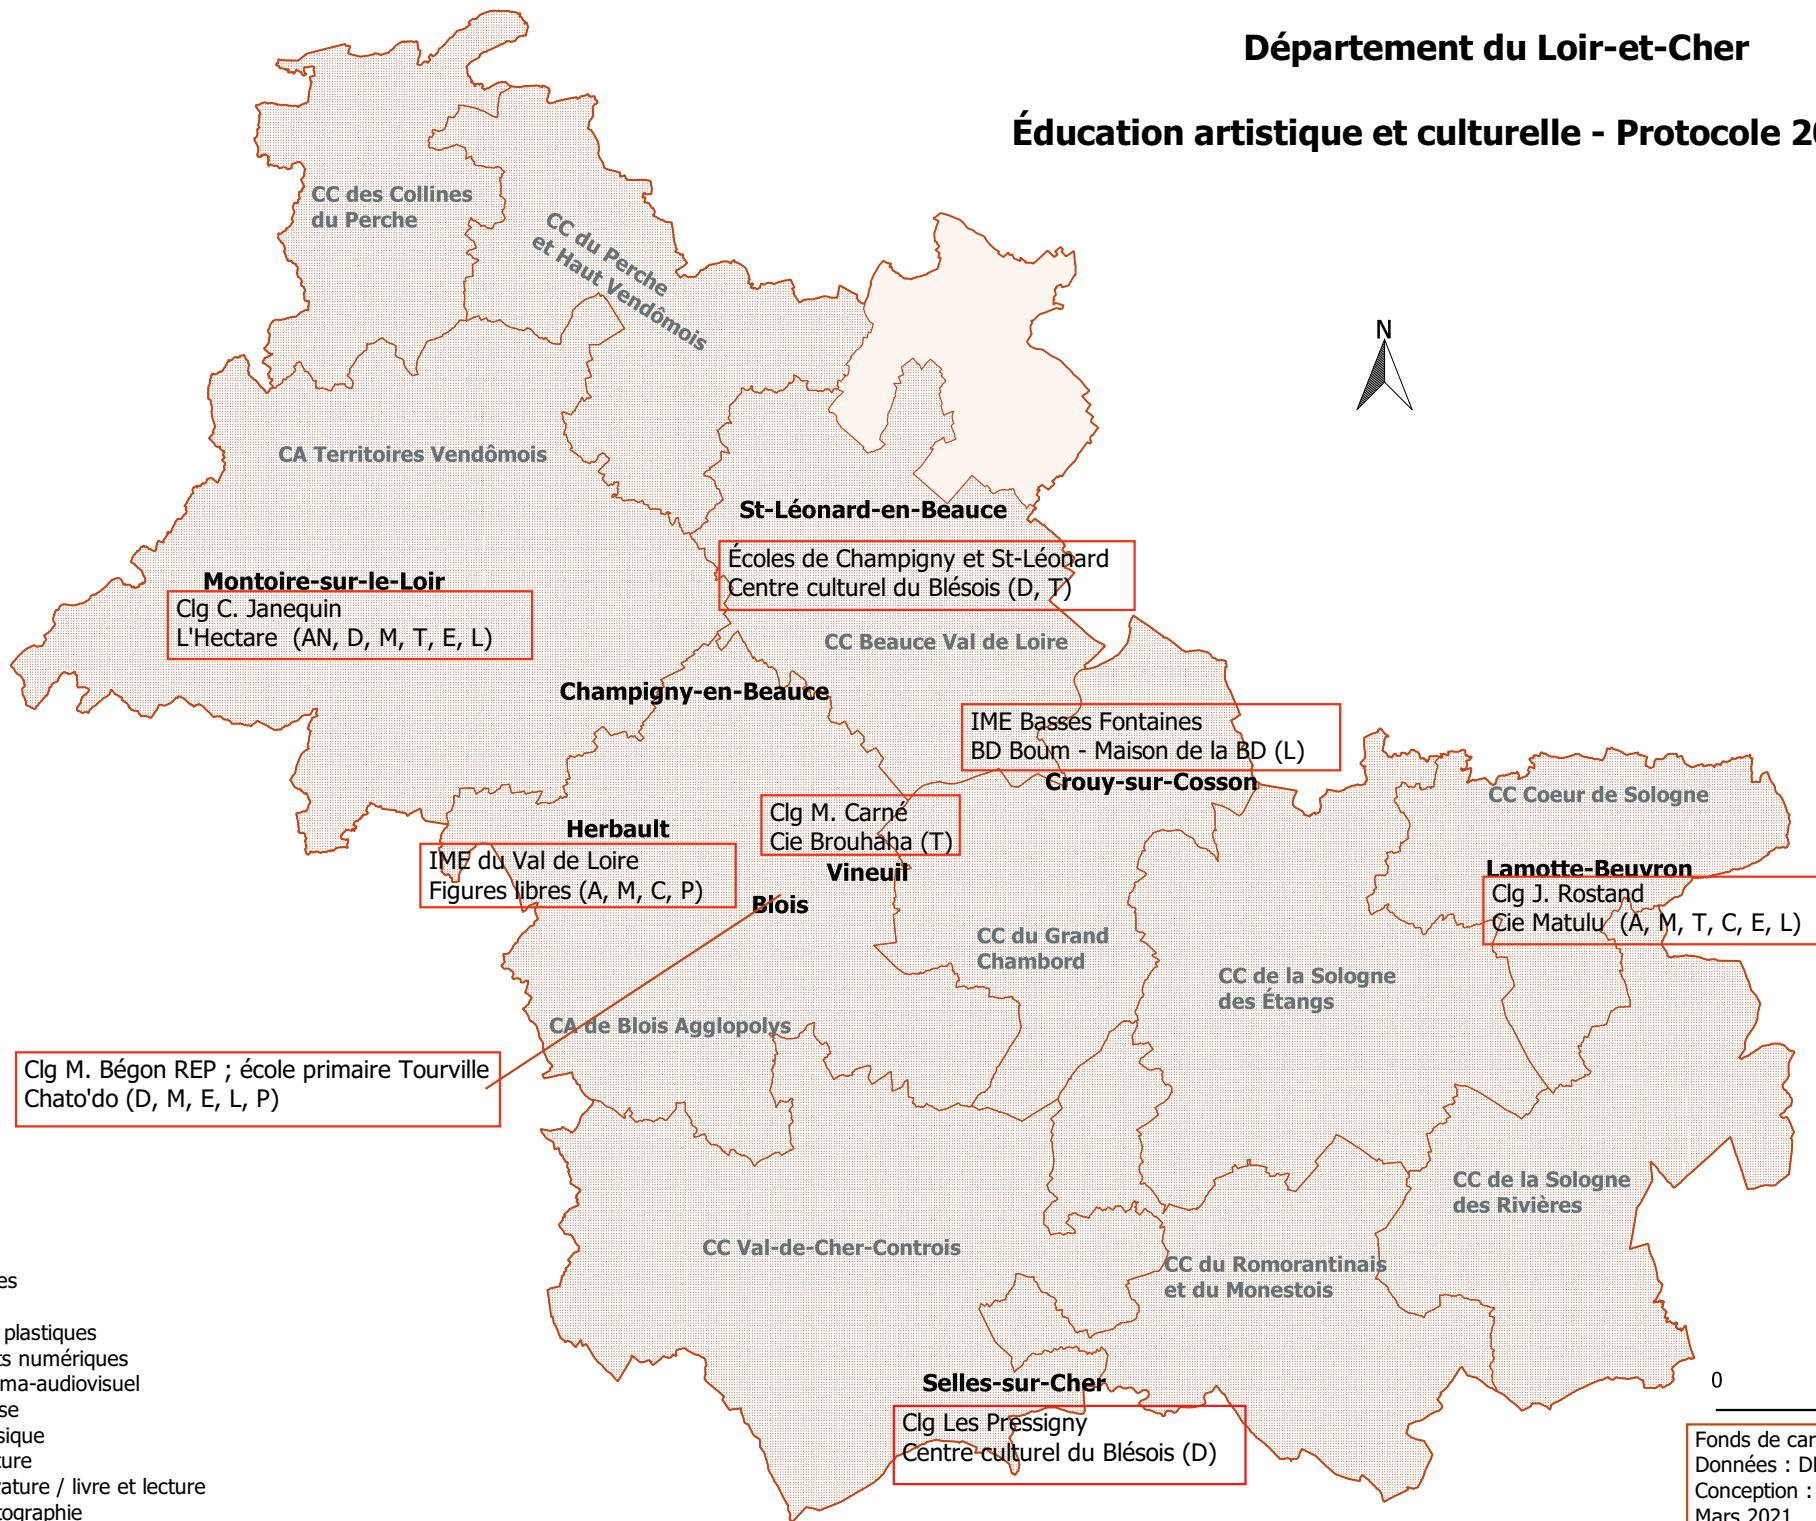 Département du Loir-et-Cher
Éducation artistique et culturelle - Protocole
CC des Collines
du Perche
CC du Perche
et Haut Vendômois
N
CA Territoires Vendômois
St-Léonard-en-Beauce
Écoles de Champigny et St-Léonard
Centre culturel du Blésois (D, T)
Montoire-sur-le-Loir
Clg C. Janequin
L'Hectare (AN, D, M, T, E, L)
CC Beauce Val de Loire
Champigny-en-Beauce
IME Basses Fontaines
BD Boum - Maison de la BD (L)
Crouy-sur-Cosson
CC Coeur de Sologne
Clg M. Carné
Cie Brouhaha (T)
Vineuil
Herbault
IME du Val de Loire
Figures libres (A, M, C, P)
Blois
Lamotte-Beuvron
Clg J. Rostand
Cie Matulu (A, M, T, C, E, L)
CC du Grand
Chambord
CC de la Sologne
des Étangs
CA de Blois Agglopolys
Clg M. Bégon REP ; école primaire Tourville
Chato'do (D, M, E, L, P)
CC de la Sologne
des Rivières
CC Val-de-Cher-Controis
CC du Romorantinais
et du Monestois
plastiques
numériques
Selles-sur-Cher
Clg Les Pressigny
Centre culturel du Blésois (D)
/ livre et lecture
0
Fonds de
Données :
Conception :
Mars 2021